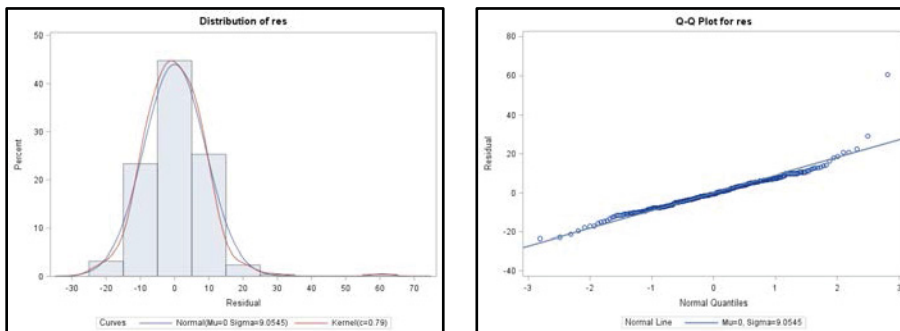 Distribution of res
50
40
30
20
10
0
Percent
-30 -20 -10 0 10 20 30 40 50 60 70
Residual
Curves Normal(Mu=0 Sigma=9.0545) Kernel(c=0.79)
Q-Q Plot for res
80
60
40
20
0
-20
-40
Residual
-3 -2 -1 0 1 2 3
Normal Quantiles
Normal Line Mu=0, Sigma=9.0545